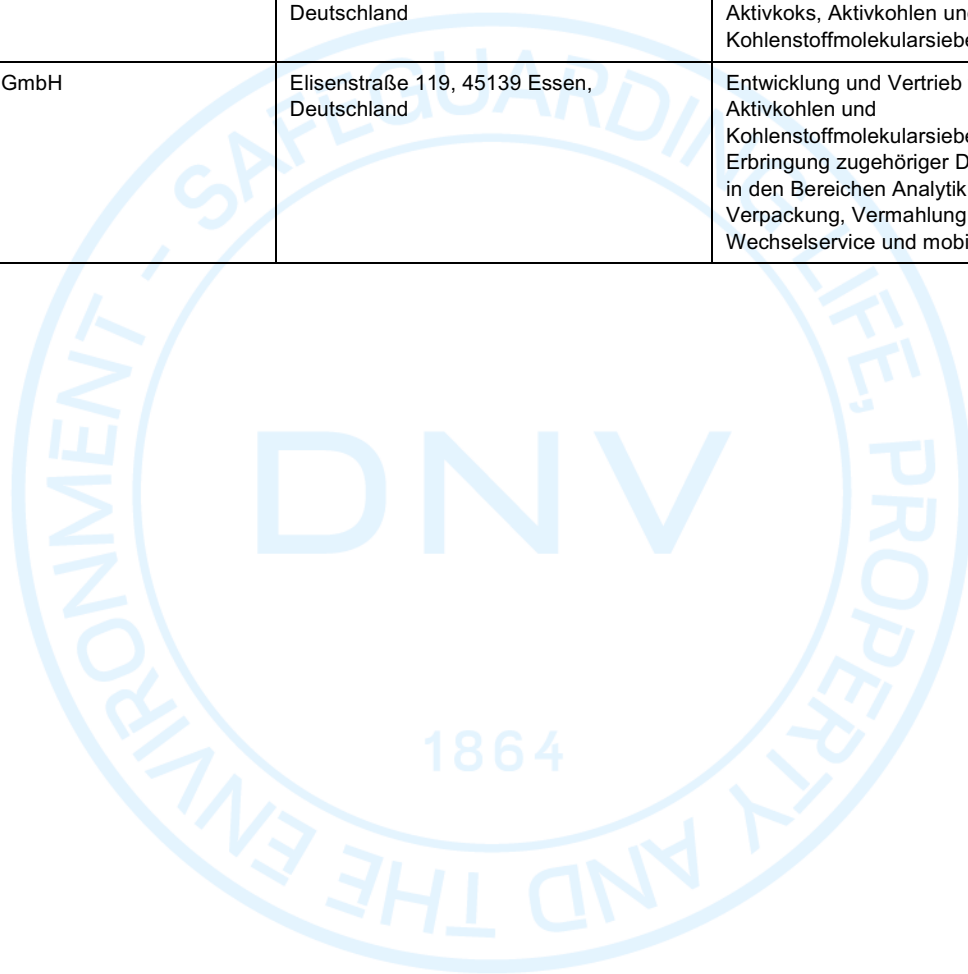 Deutschland
Aktivkoks, Aktivkohlen und
Kohlenstoffmolekularsiebe
GmbH
Elisenstraße 119, 45139 Essen,
Deutschland
Entwicklung und Vertrieb
Aktivkohlen und
Kohlenstoffmolekularsiebe
Erbringung zugehöriger D
in den Bereichen Analytik
Verpackung, Vermahlung
Wechselservice und mobi
SAFEGUARDING LIFE, PROPERTY AND THE ENVIRONMENT -
DNV
1864